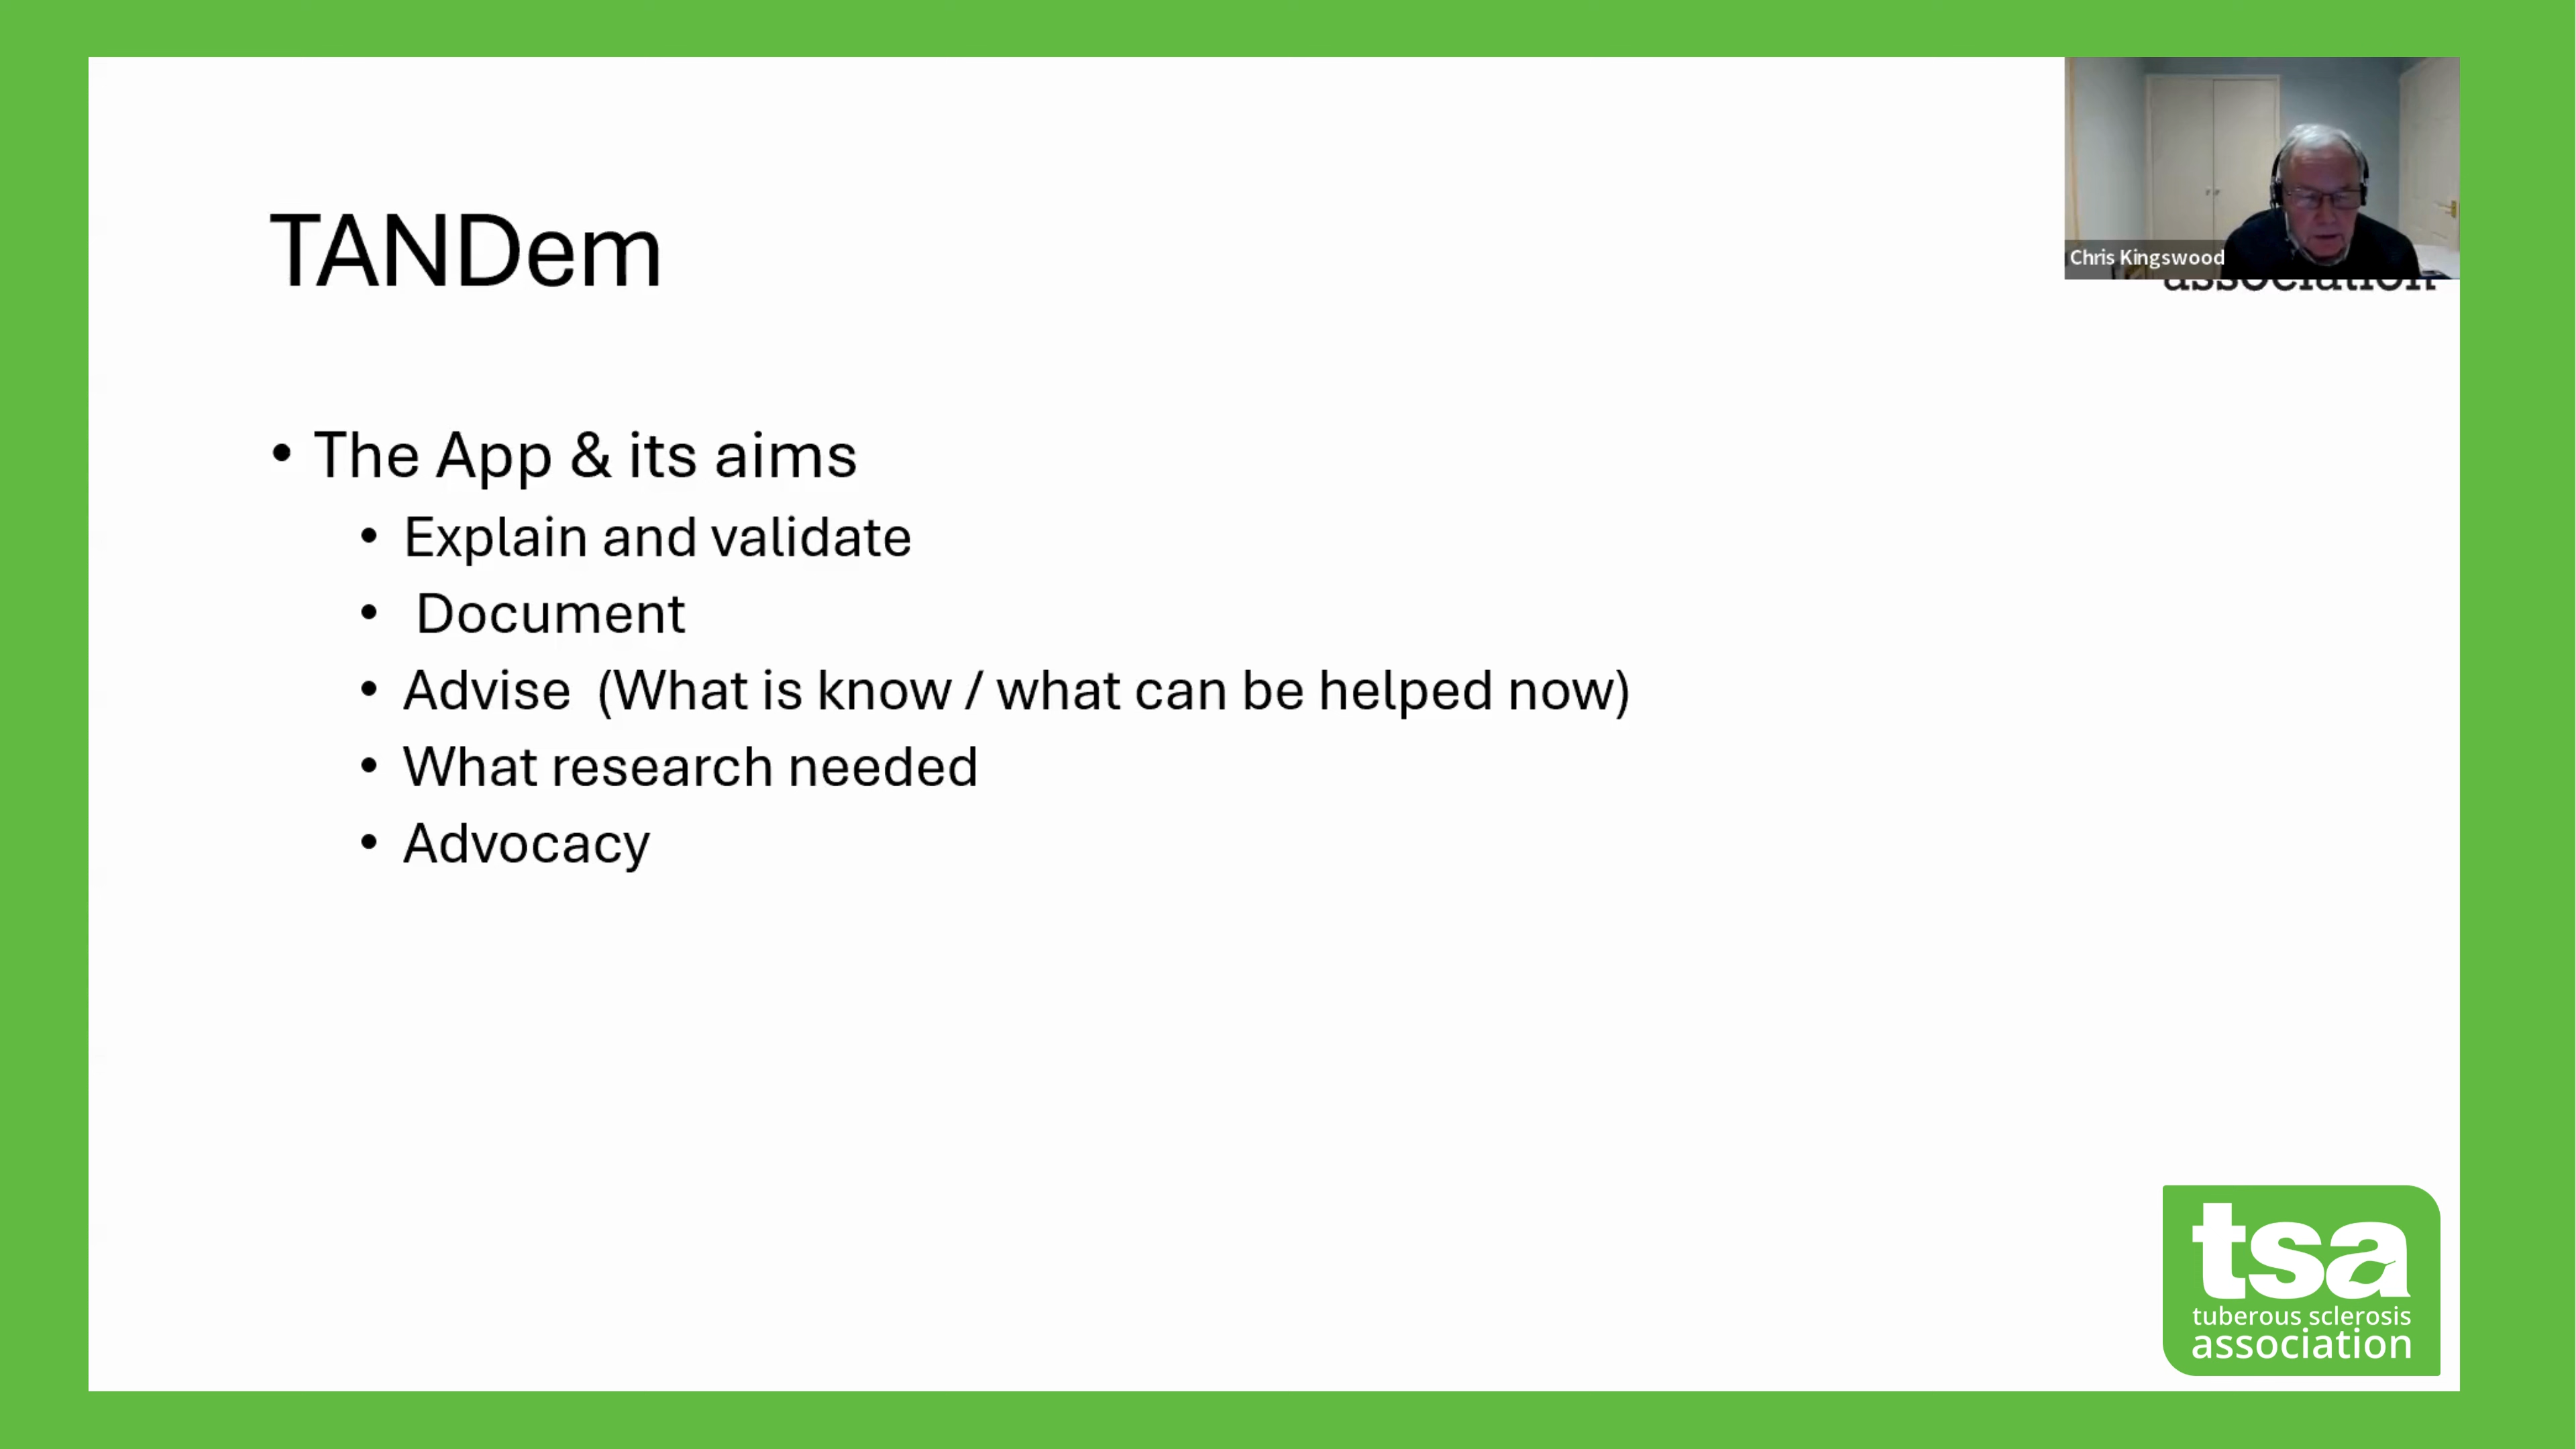 TANDem
Chris Kingswood
association
• The App & its aims
• Explain and validate
• Document
• Advise (What is know / what can be helped now)
• What research needed
• Advocacy
tsa
tuberous sclerosis
association